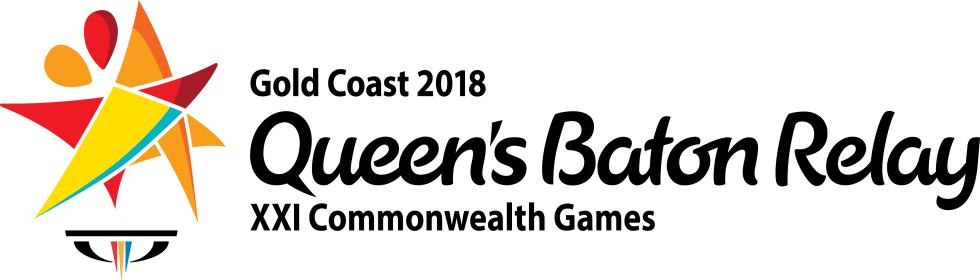 Gold Coast 2018
Queen's Baton Relay
XXI Commonwealth Games